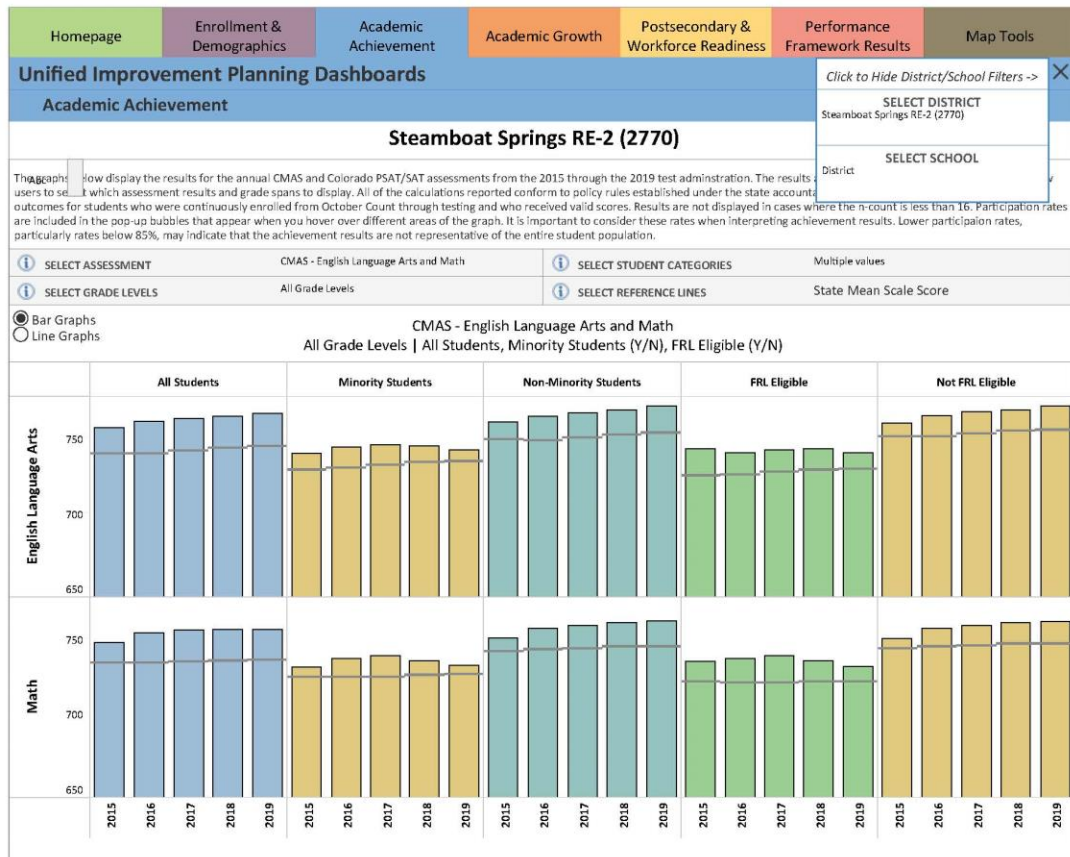 Homepage
Enrollment &
Demographics
Academic
Achievement
Academic Growth
Postsecondary &
Workforce Readiness
Performance
Framework Results
Map Tools
Unified Improvement Planning Dashboards
Click to Hide District/School Filters ->
Academic Achievement
SELECT DISTRICT
Steamboat Springs RE-2 (2770)
SELECT SCHOOL
District
Steamboat Springs RE-2 (2770)
Abc
The graphs below display the results for the annual CMAS and Colorado PSAT/SAT assessments from the 2015 through the 2019 test adminstration. The results
users to select which assessment results and grade spans to display. All of the calculations reported conform to policy rules established under the state
outcomes for students who were continuously enrolled from October Count through testing and who received valid scores. Results are not displayed in cases where the n-count is less than 16. Participation rates
are included in the pop-up bubbles that appear when you hover over different areas of the graph. It is important to consider these rates when interpreting achievement results. Lower participaion rates,
particularly rates below 85%, may indicate that the achievement results are not representative of the entire student population.
SELECT ASSESSMENT CMAS - English Language Arts and Math
SELECT STUDENT CATEGORIES Multiple values
SELECT GRADE LEVELS All Grade Levels
SELECT REFERENCE LINES State Mean Scale Score
Bar Graphs
Line Graphs
CMAS - English Language Arts and Math
All Grade Levels | All Students, Minority Students (Y/N), FRL Eligible (Y/N)
All Students Minority Students Non-Minority Students FRL Eligible Not FRL Eligible
English Language Arts
750
700
650
Math
750
700
650
2015 2016 2017 2018 2019 2015 2016 2017 2018 2019 2015 2016 2017 2018 2019 2015 2016 2017 2018 2019 2015 2016 2017 2018 2019